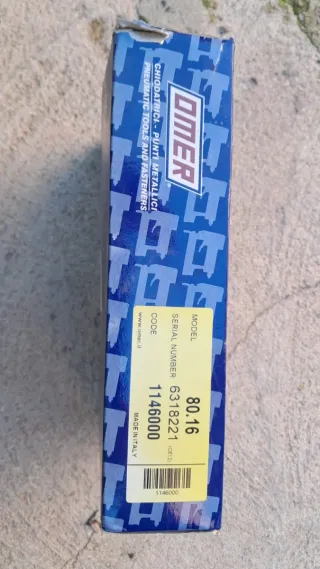 OMER
CHIODATRICI - PUNTI METALLICI
PNEUMATIC TOOLS AND FASTENERS
MODEL 80.16
SERIAL NUMBER 6318221
CODE 1146000
www.omer.it
MADE IN ITALY
1146000